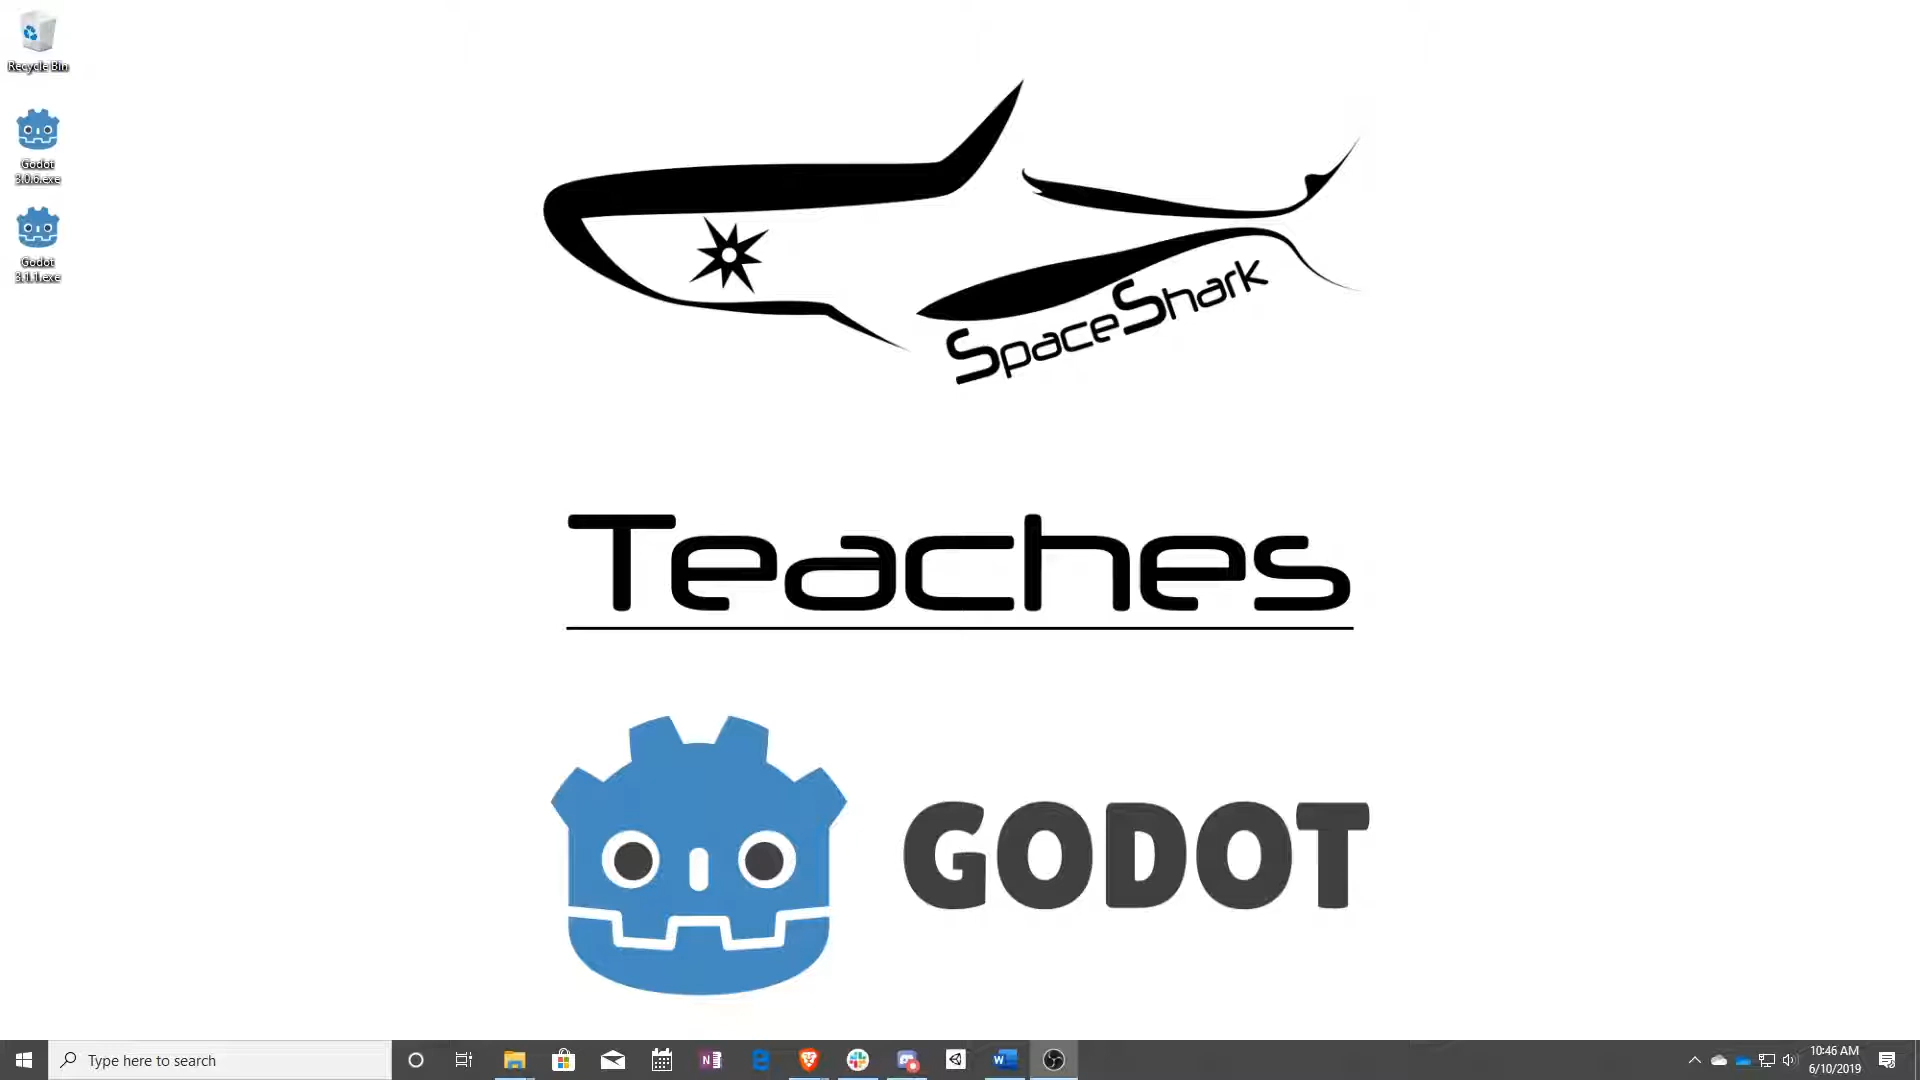 Recycle Bin
Godot
3.0.6.exe
Godot
3.1.1.exe
SpaceShark
Teaches
GODOT
Type here to search
10:46 AM
6/10/2019